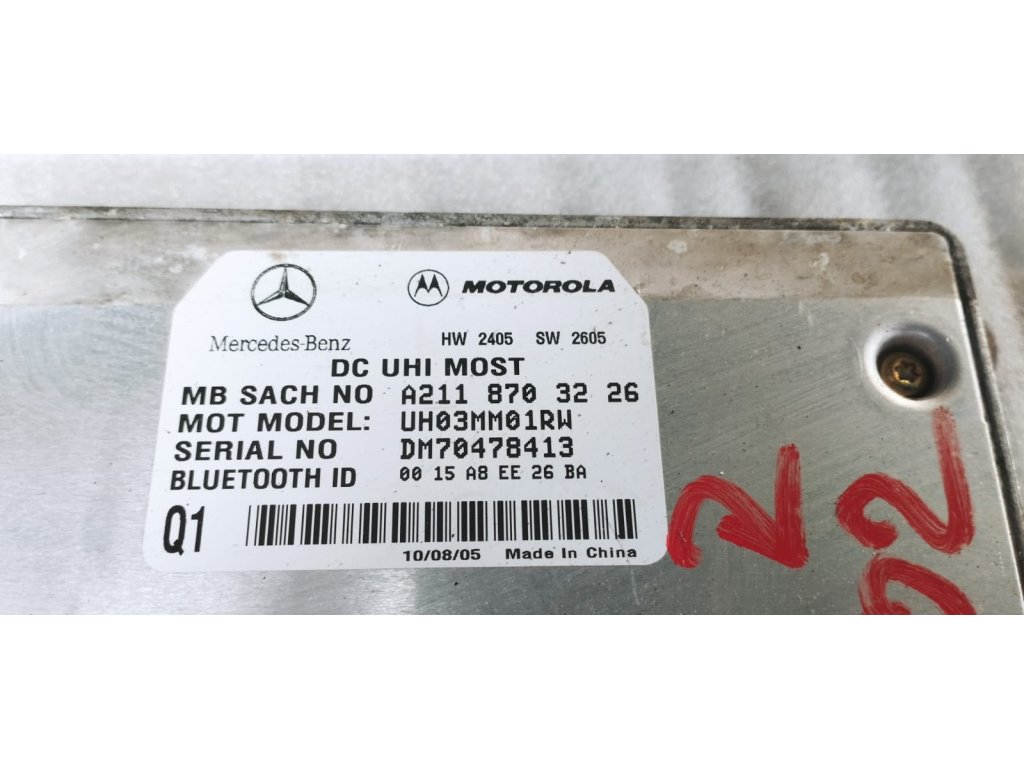 MOTOROLA
Mercedes-Benz
HW 2405 SW 2605
DC UHI MOST
MB SACH NO A211 870 32 26
MOT MODEL: UH03MM01RW
SERIAL NO DM70478413
BLUETOOTH ID 00 15 A8 EE 26 BA
Q1
10/08/05 Made In China